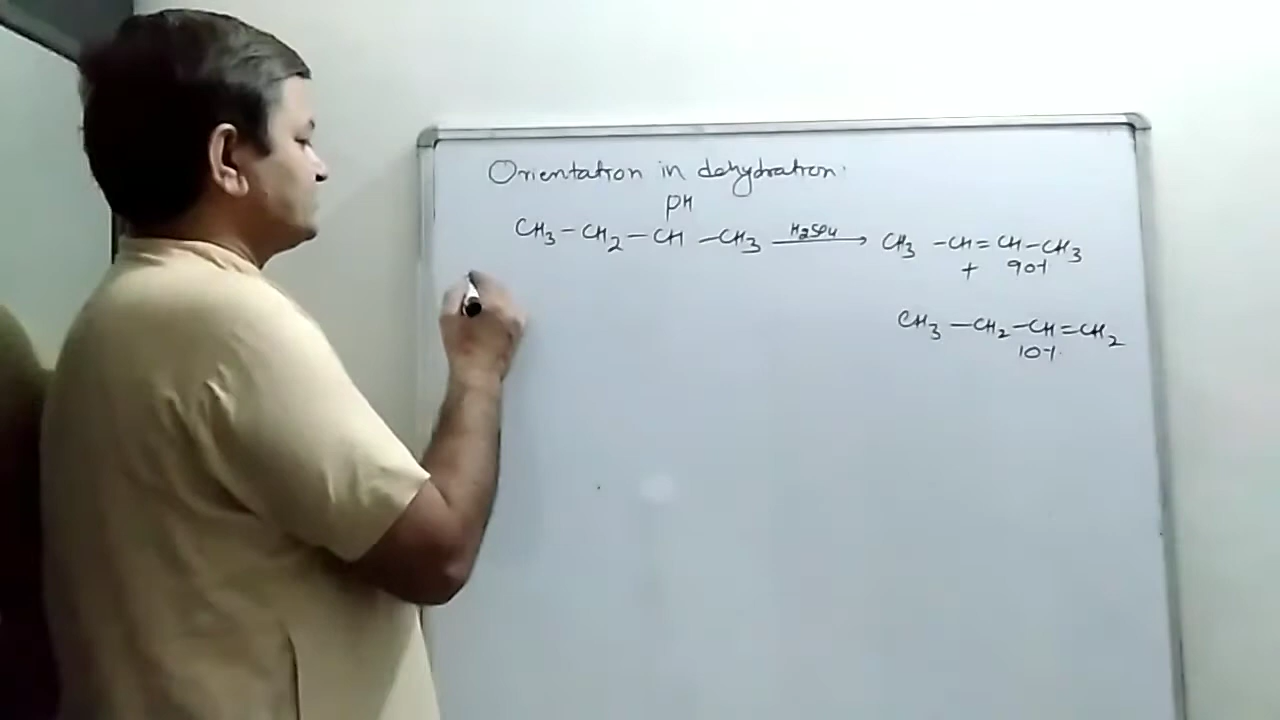 Orientation in dehydration:
OH
CH3 - CH2 - CH - CH3 H2SO4 → CH3 - CH = CH - CH3
+ 90%
CH3 - CH2 - CH = CH2
10%